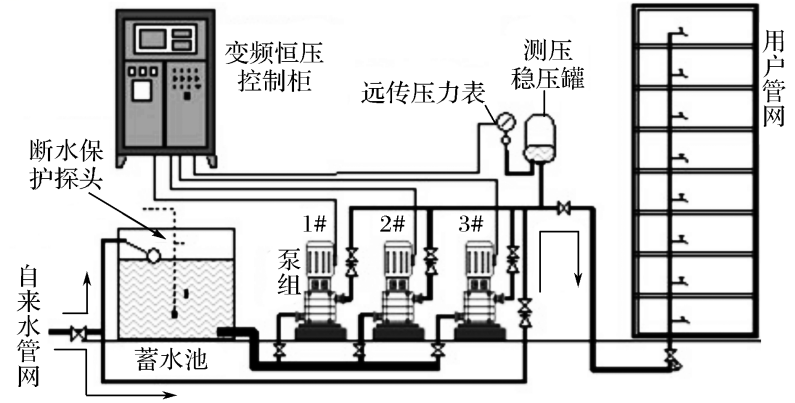 变频恒压
控制柜
测压
稳压罐
远传压力表
用户管网
断水保
护探头
1#
2#
3#
泵组
自来水管网
蓄水池